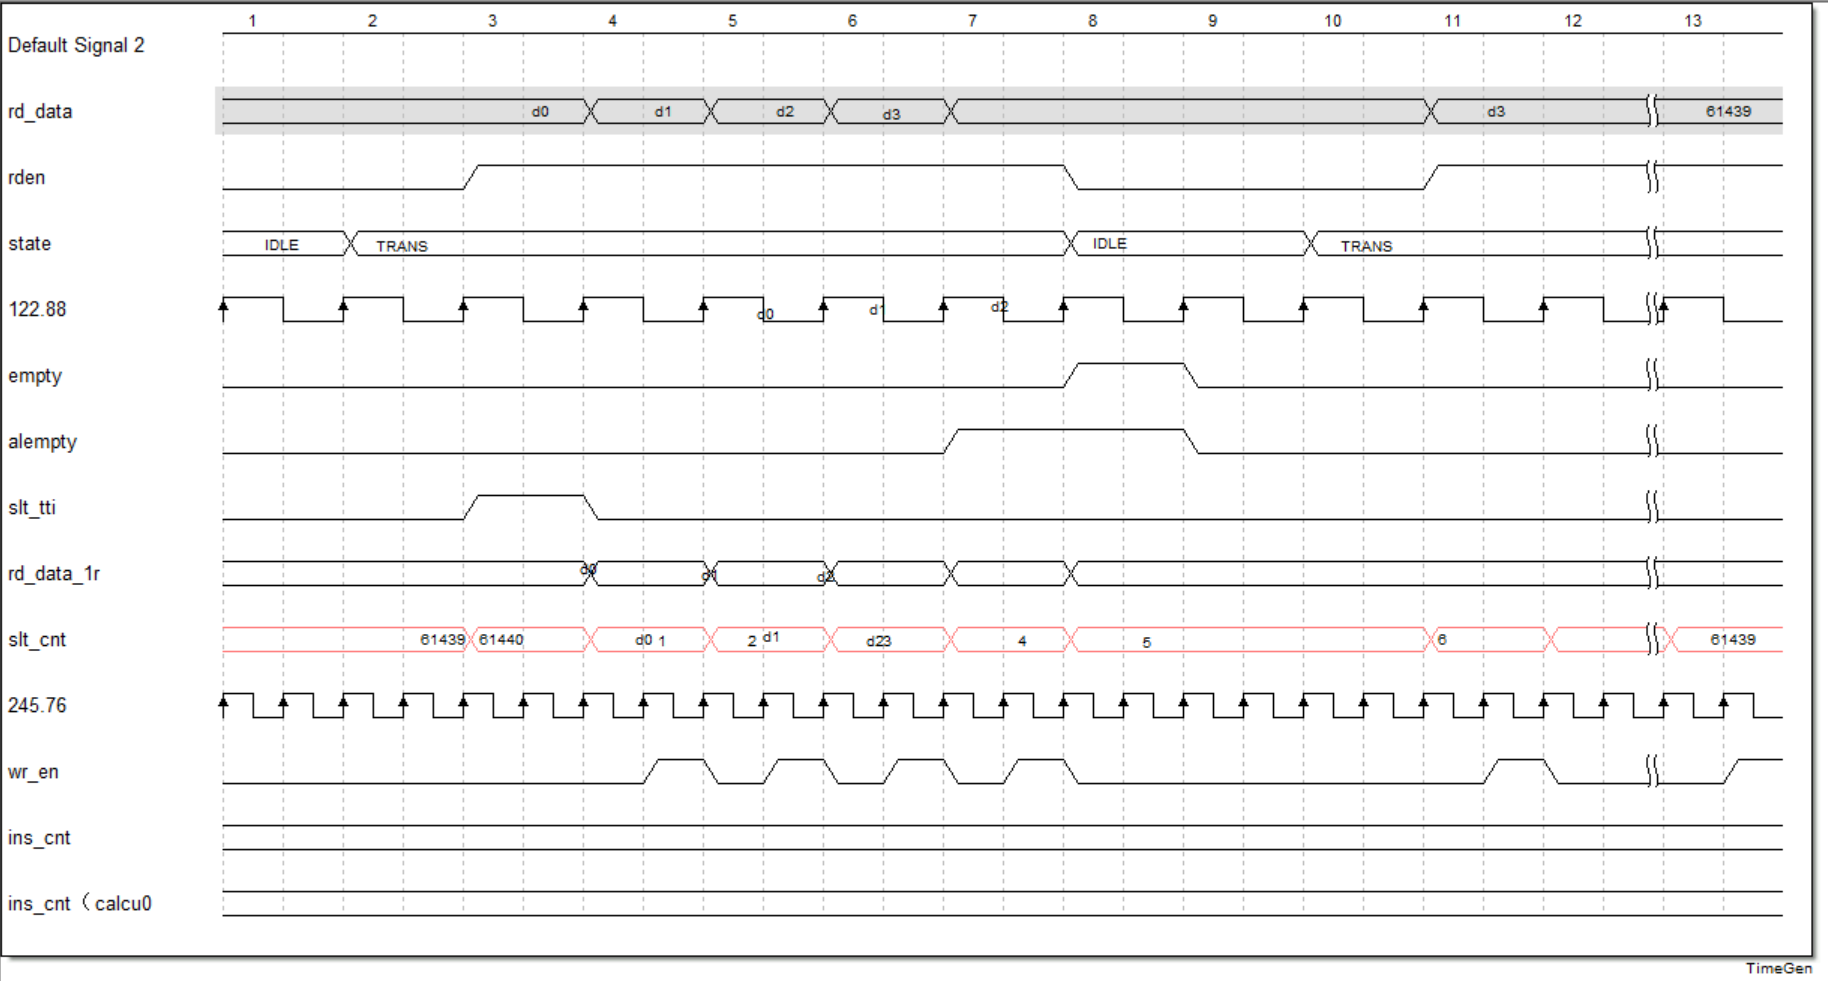 1 2 3 4 5 6 7 8 9 10 11 12 13
Default Signal 2
rd_data d0 d1 d2 d3 d3 61439
rden
state IDLE TRANS IDLE TRANS
122.88 d0 d1 d2
empty
alempty
slt_tti
rd_data_1r d0 d1 d2
slt_cnt 61439 61440 d0 1 2 d1 d23 4 5 6 61439
245.76
wr_en
ins_cnt
ins_cnt（calcu0
TimeGen